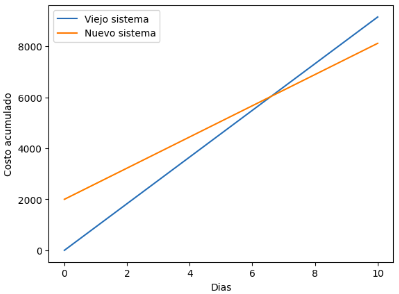 Viejo sistema
Nuevo sistema
8000
6000
4000
2000
0
Costo acumulado
0 2 4 6 8 10
Dias